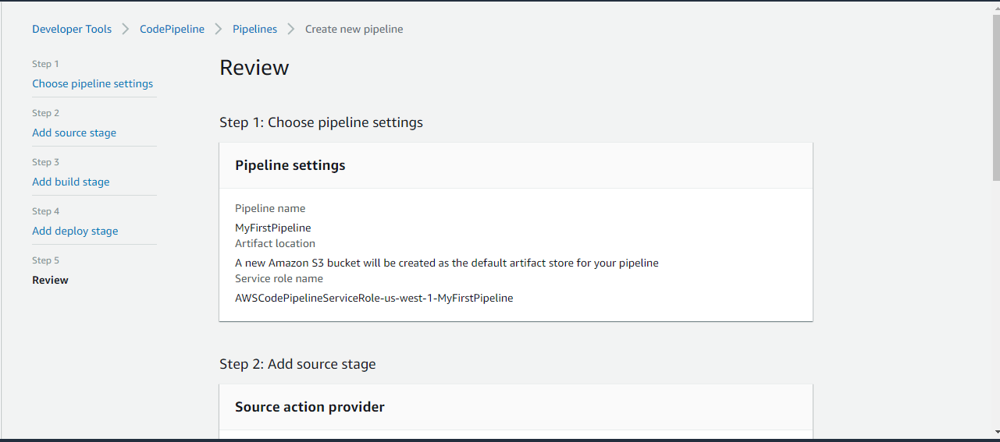 Developer Tools
CodePipeline
Pipelines
Create new pipeline
Step 1
Choose pipeline settings
Step 2
Add source stage
Step 3
Add build stage
Step 4
Add deploy stage
Step 5
Review
Review
Step 1: Choose pipeline settings
Pipeline settings
Pipeline name
MyFirstPipeline
Artifact location
A new Amazon S3 bucket will be created as the default artifact store for your pipeline
Service role name
AWSCodePipelineServiceRole-us-west-1-MyFirstPipeline
Step 2: Add source stage
Source action provider